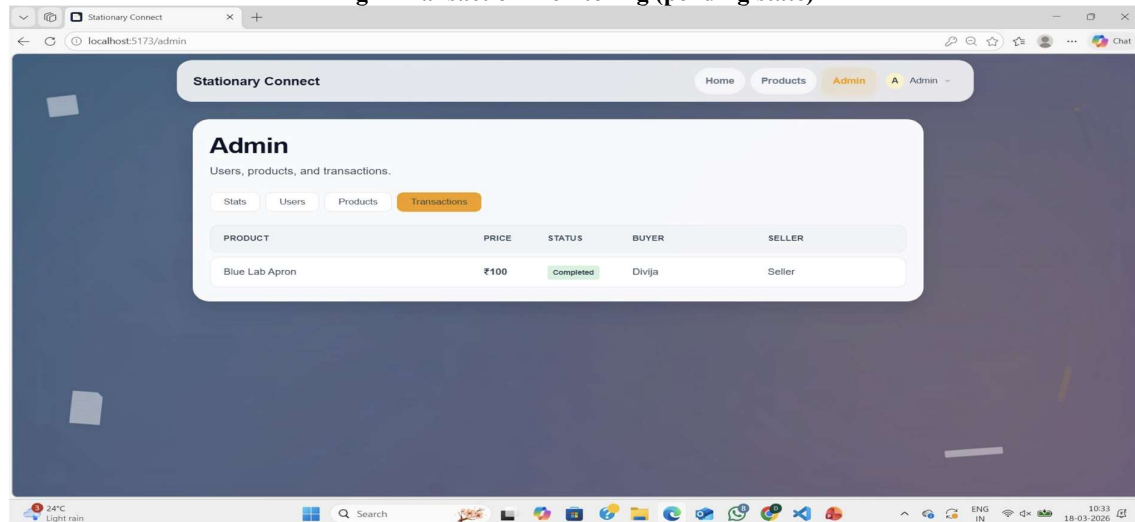 Stationary Connect
localhost:5173/admin
Chat
Stationary Connect
Home Products Admin A Admin
Admin
Users, products, and transactions.
Stats Users Products Transactions
PRODUCT PRICE STATUS BUYER SELLER
Blue Lab Apron ₹100 Completed Divija Seller
3 24°C
Light rain
Search
ENG
IN
10:33
18-03-2026